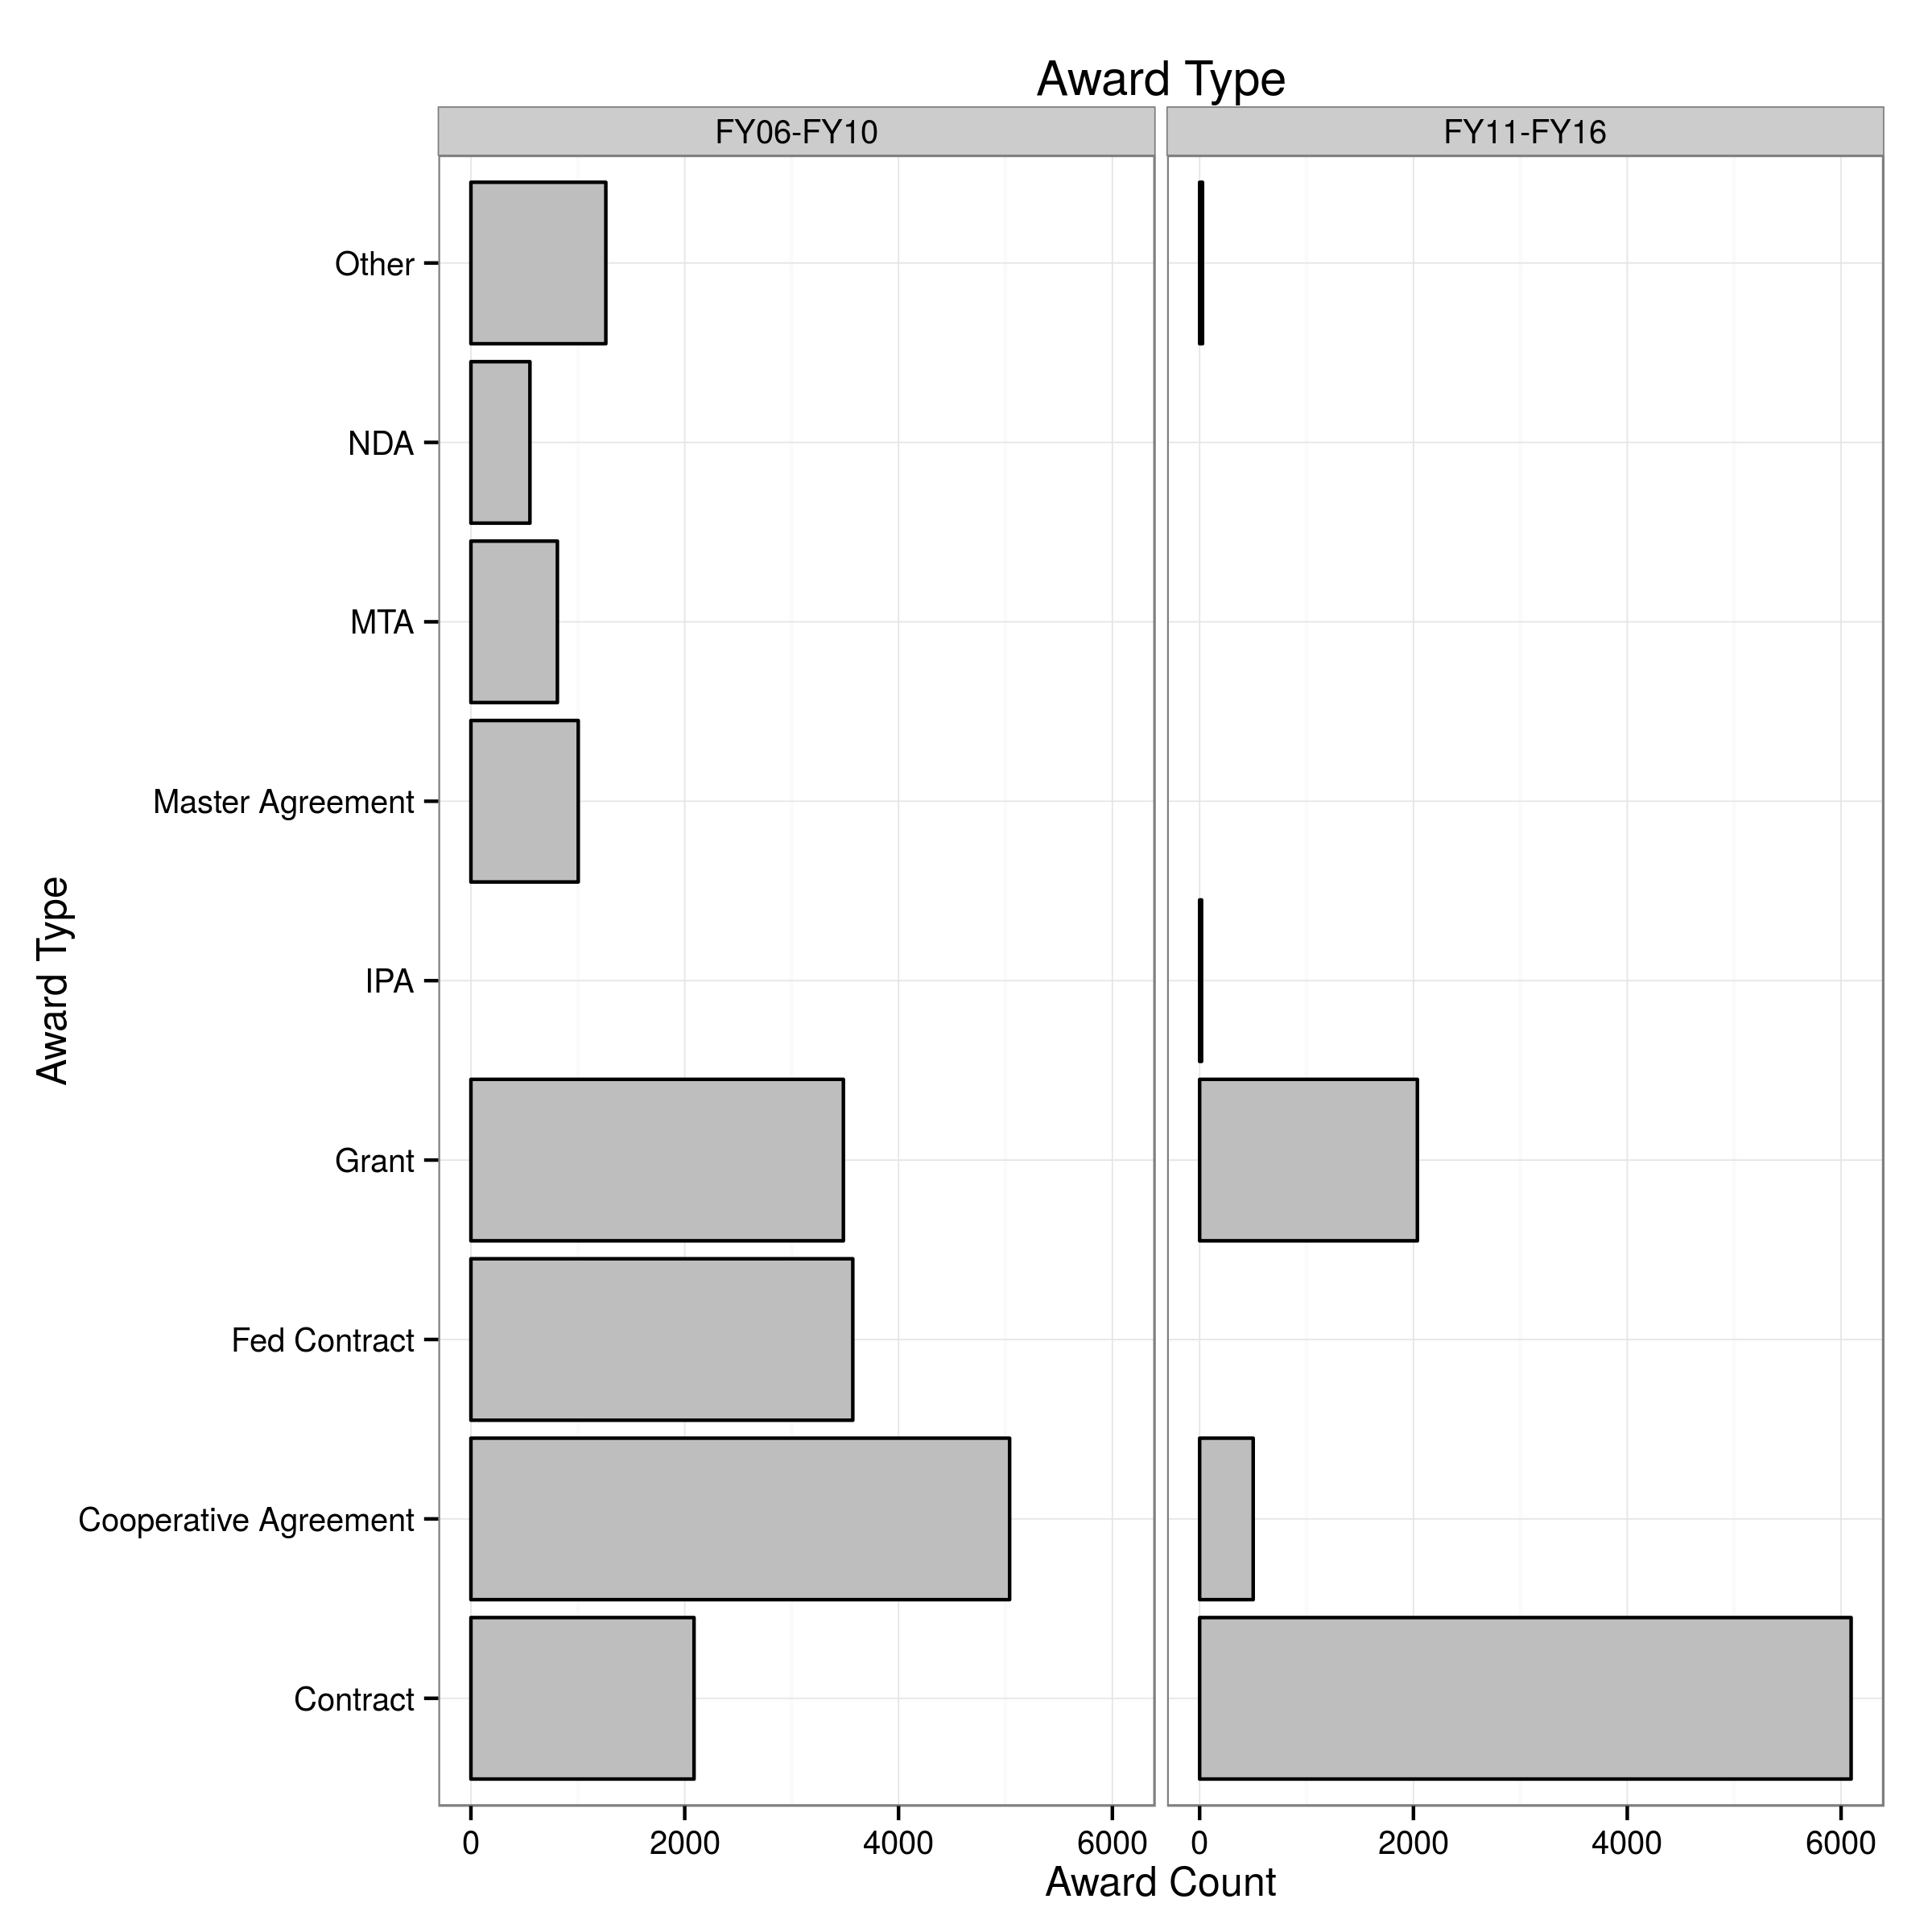 Award Type
FY06-FY10
FY11-FY16
Award Type
Other
NDA
MTA
Master Agreement
IPA
Grant
Fed Contract
Cooperative Agreement
Contract
0 2000 4000 6000 0 2000 4000 6000
Award Count